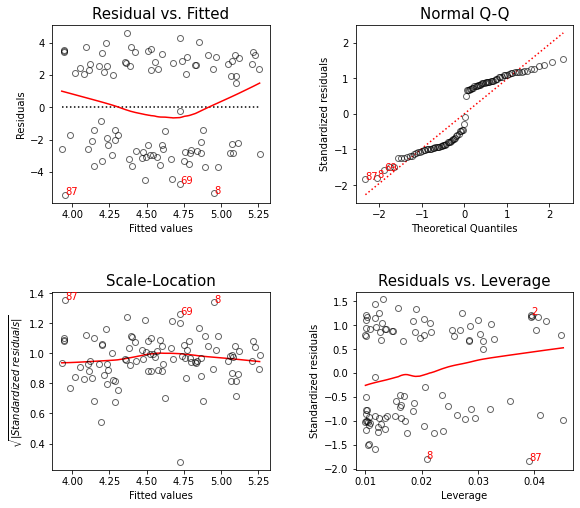 Residual vs. Fitted
Residuals
4
2
0
−2
−4
87
69
8
4.00 4.25 4.50 4.75 5.00 5.25
Fitted values
Normal Q-Q
Standardized residuals
2
1
0
−1
−2
87
8
69
−2 −1 0 1 2
Theoretical Quantiles
Scale-Location
√|Standardized residuals|
1.4
1.2
1.0
0.8
0.6
0.4
87
69
8
4.00 4.25 4.50 4.75 5.00 5.25
Fitted values
Residuals vs. Leverage
Standardized residuals
1.5
1.0
0.5
0.0
−0.5
−1.0
−1.5
−2.0
2
8
87
0.01 0.02 0.03 0.04
Leverage